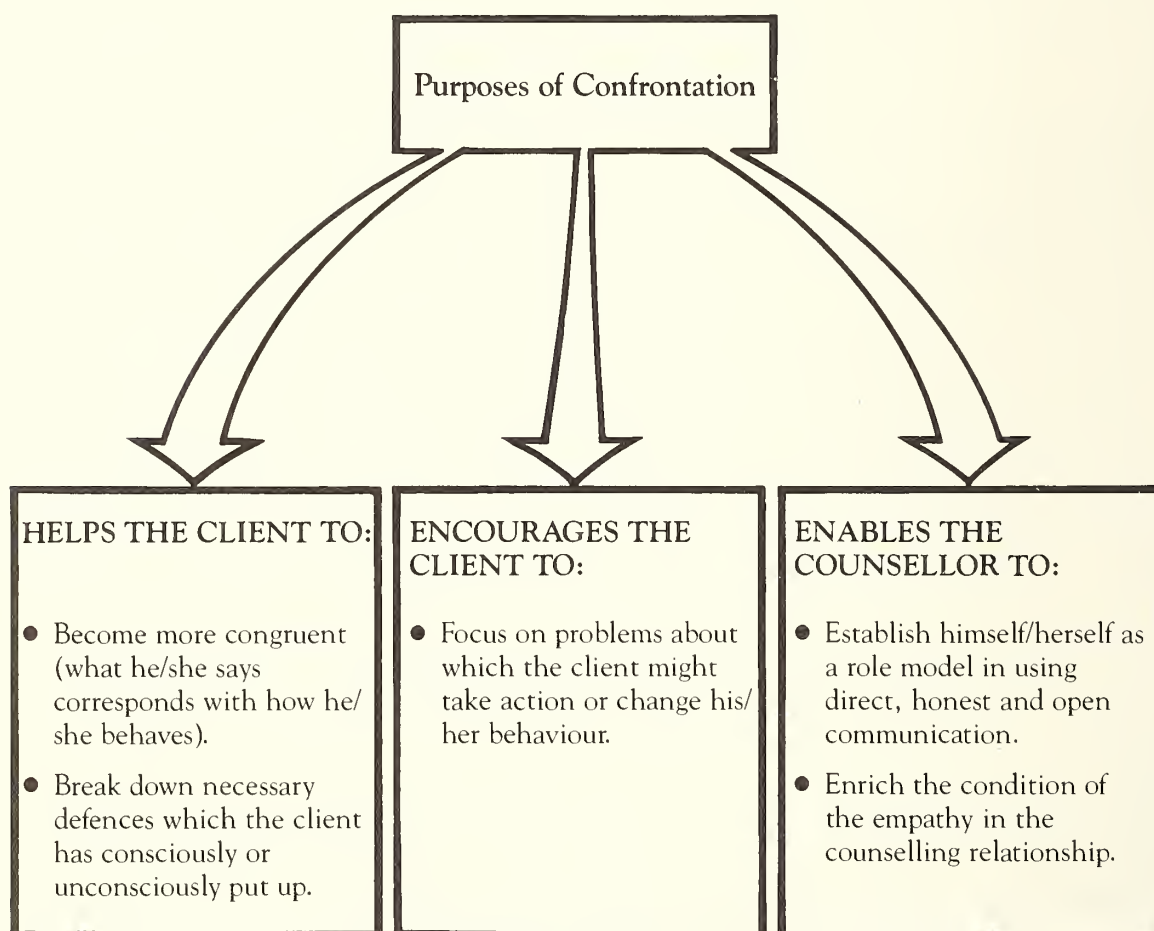 Purposes of Confrontation
HELPS THE CLIENT TO:
● Become more congruent
(what he/she says
corresponds with how he/
she behaves).
● Break down necessary
defences which the client
has consciously or
unconsciously put up.
ENCOURAGES THE
CLIENT TO:
● Focus on problems about
which the client might
take action or change his/
her behaviour.
ENABLES THE
COUNSELLOR TO:
● Establish himself/herself as
a role model in using
direct, honest and open
communication.
● Enrich the condition of
the empathy in the
counselling relationship.